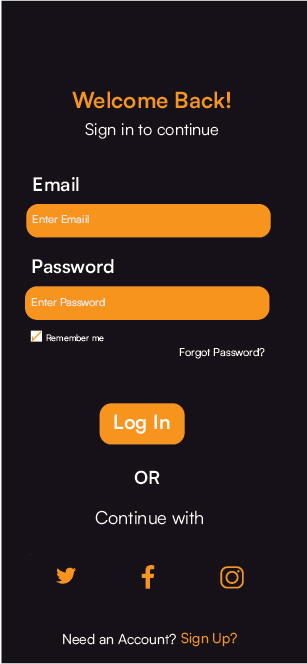 Welcome Back!
Sign in to continue
Email
Enter Emaiil
Password
Enter Password
Remember me
Forgot Password?
Log In
OR
Continue with
Need an Account? Sign Up?